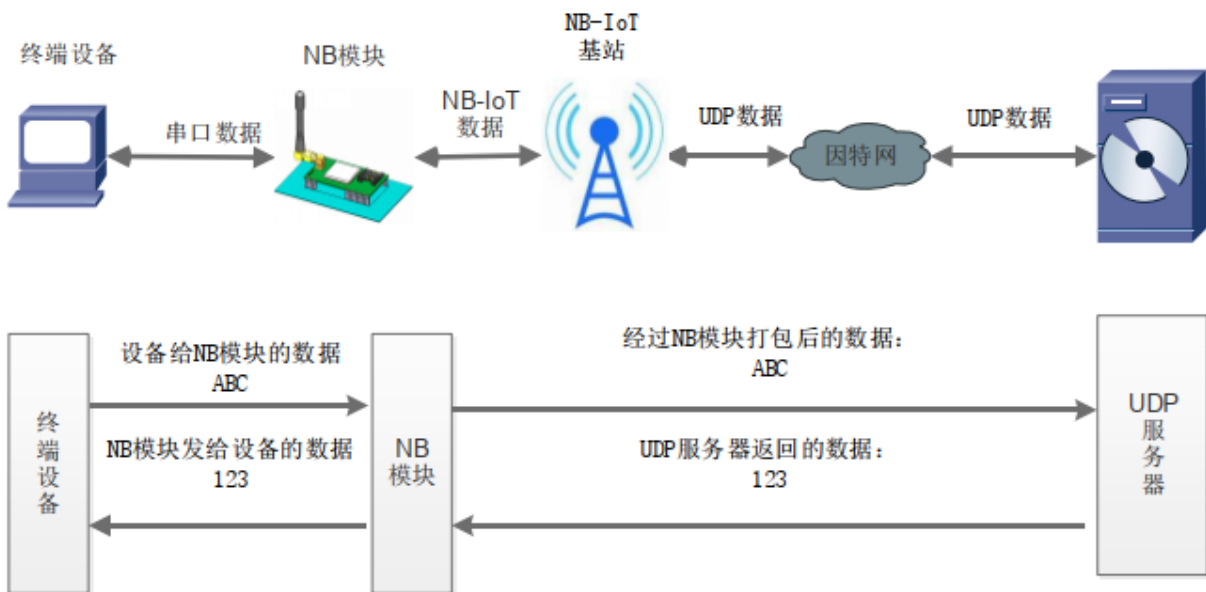 终端设备
NB模块
NB-IoT
基站
串口数据
NB-IoT
数据
UDP数据
因特网
UDP数据
设备给NB模块的数据
ABC
经过NB模块打包后的数据：
ABC
NB模块发给设备的数据
123
UDP服务器返回的数据：
123
终
端
设
备
NB
模块
UDP
服
务
器